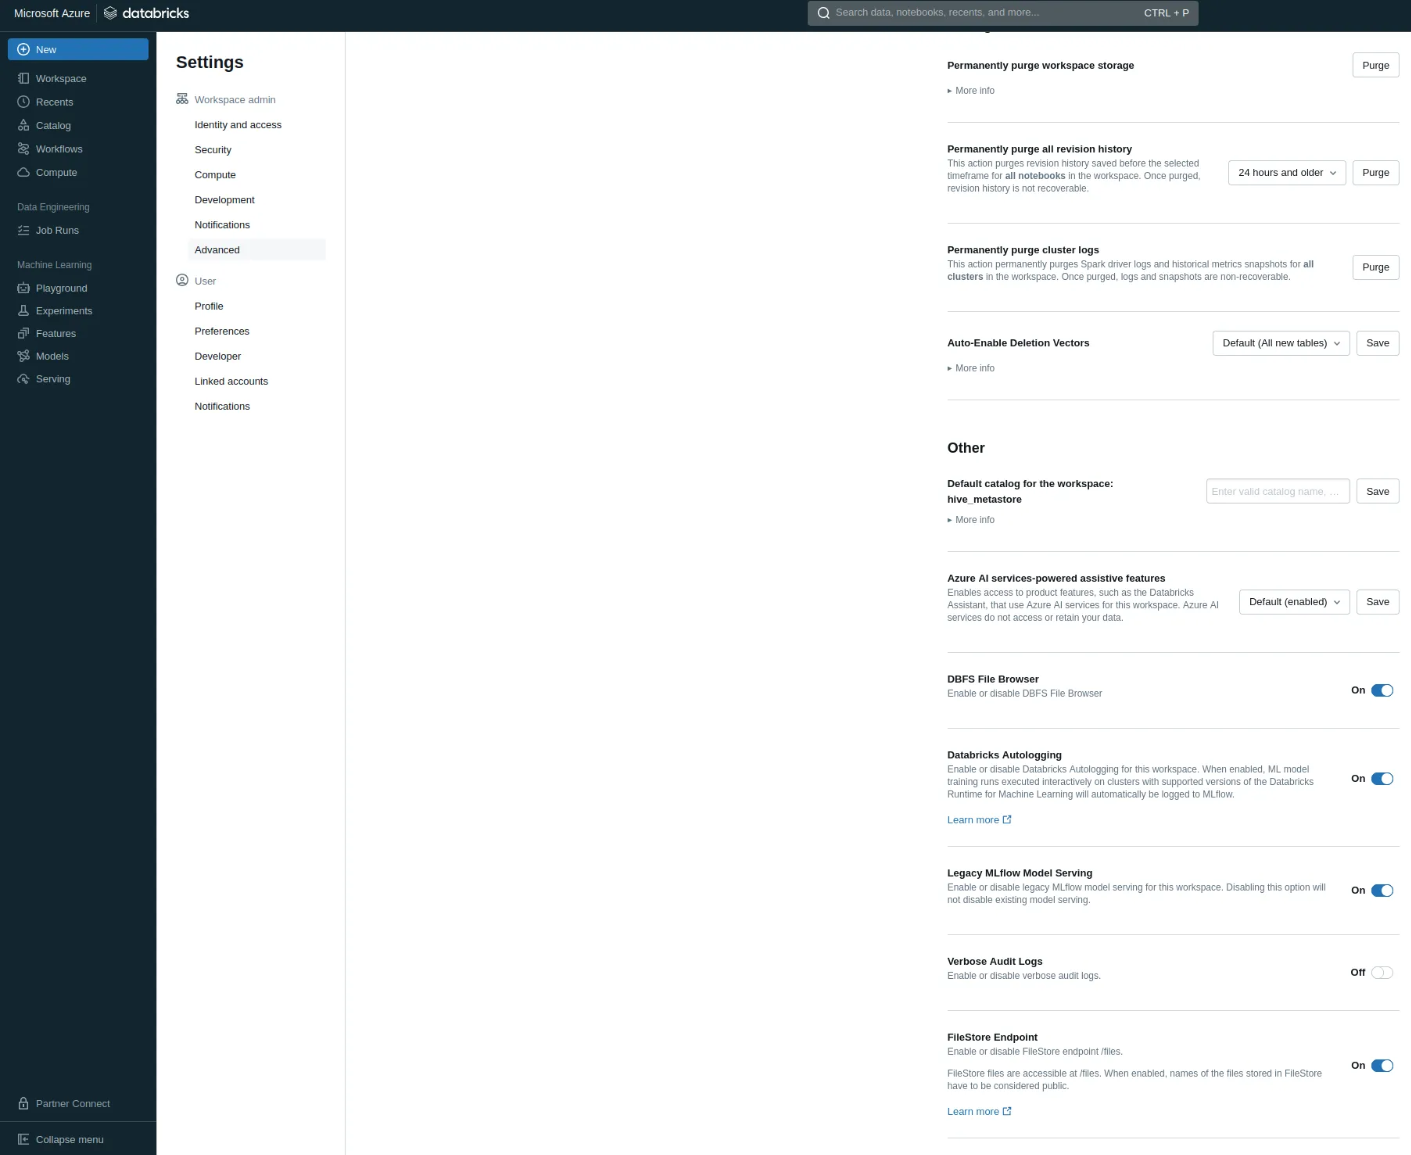 Microsoft Azure databricks
Search data, notebooks, recents, and more... CTRL + P
New
Workspace
Recents
Catalog
Workflows
Compute
Data Engineering
Job Runs
Machine Learning
Playground
Experiments
Features
Models
Serving
Partner Connect
Collapse menu
Settings
Workspace admin
Identity and access
Security
Compute
Development
Notifications
Advanced
User
Profile
Preferences
Developer
Linked accounts
Notifications
Permanently purge workspace storage
Purge
More info
Permanently purge all revision history
This action purges revision history saved before the selected
timeframe for all notebooks in the workspace. Once purged,
revision history is not recoverable.
24 hours and older
Purge
Permanently purge cluster logs
This action permanently purges Spark driver logs and historical metrics snapshots for all
clusters in the workspace. Once purged, logs and snapshots are non-recoverable.
Purge
Auto-Enable Deletion Vectors
Default (All new tables)
Save
More info
Other
Default catalog for the workspace:
hive_metastore
Enter valid catalog name, ...
Save
More info
Azure AI services-powered assistive features
Enables access to product features, such as the Databricks
Assistant, that use Azure AI services for this workspace. Azure AI
services do not access or retain your data.
Default (enabled)
Save
DBFS File Browser
Enable or disable DBFS File Browser
On
Databricks Autologging
Enable or disable Databricks Autologging for this workspace. When enabled, ML model
training runs executed interactively on clusters with supported versions of the Databricks
Runtime for Machine Learning will automatically be logged to MLflow.
On
Learn more
Legacy MLflow Model Serving
Enable or disable legacy MLflow model serving for this workspace. Disabling this option will
not disable existing model serving.
On
Verbose Audit Logs
Enable or disable verbose audit logs.
Off
FileStore Endpoint
Enable or disable FileStore endpoint /files.
FileStore files are accessible at /files. When enabled, names of the files stored in FileStore
have to be considered public.
On
Learn more